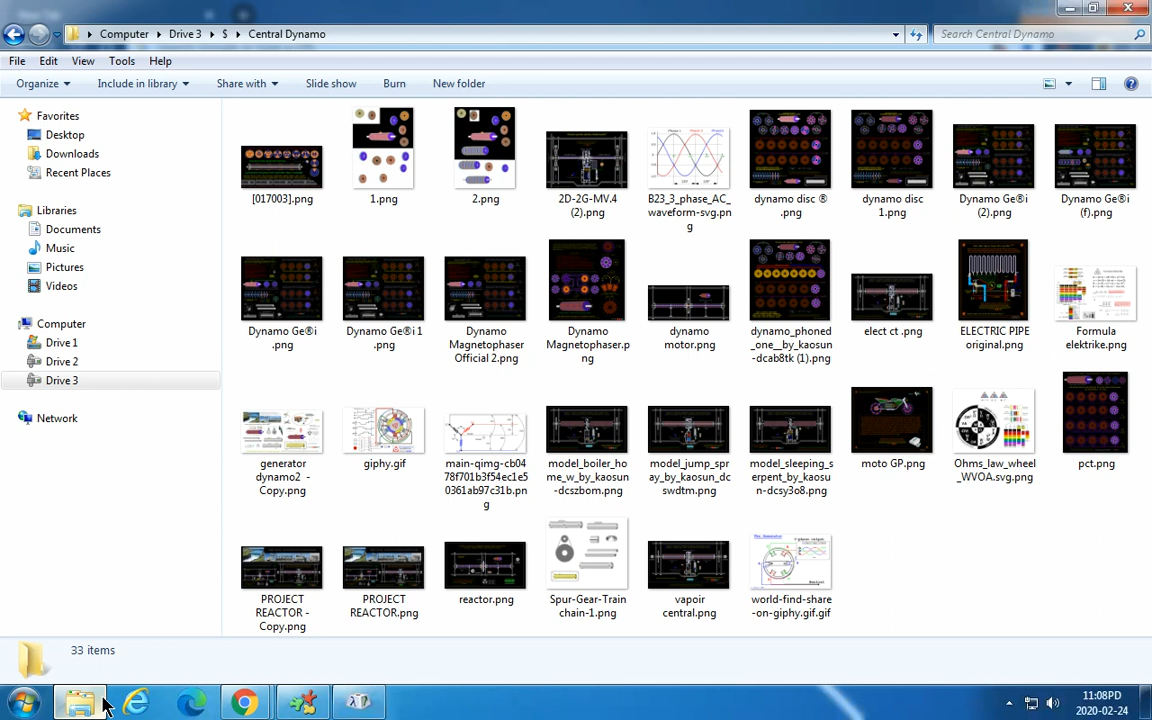 Computer
Drive 3
$
Central Dynamo
Search Central Dynamo
File Edit View Tools Help
Organize Include in library Share with Slide show Burn New folder
Favorites
Desktop
Downloads
Recent Places
Libraries
Documents
Music
Pictures
Videos
Computer
Drive 1
Drive 2
Drive 3
Network
[017003].png
1.png
2.png
2D-2G-MV.4
(2).png
B23_3_phase_AC_
waveform-svg.pn
g
dynamo disc ®
.png
dynamo disc
1.png
Dynamo Ge®i
(2).png
Dynamo Ge®i
(f).png
Dynamo Ge®i
.png
Dynamo Ge®i 1
.png
Dynamo
Magnetophaser
Official 2.png
Dynamo
Magnetophaser.p
ng
dynamo
motor.png
dynamo_phoned
_one__by_kaosun
-dcab8tk (1).png
elect ct .png
ELECTRIC PIPE
original.png
Formula
elektrike.png
generator
dynamo2 -
Copy.png
giphy.gif
main-qimg-cb04
78f701b3f54ec1e5
0361ab97c31b.pn
g
model_boiler_ho
me_w_by_kaosun
-dcszbom.png
model_jump_spr
ay_by_kaosun_dc
swdtm.png
model_sleeping_s
erpent_by_kaosu
n-dcsy3o8.png
moto GP.png
Ohms_law_wheel
_WVOA.svg.png
pct.png
PROJECT
REACTOR -
Copy.png
PROJECT
REACTOR.png
reactor.png
Spur-Gear-Train
chain-1.png
vapoir
central.png
world-find-share
-on-giphy.gif.gif
33 items
11:08PD
2020-02-24